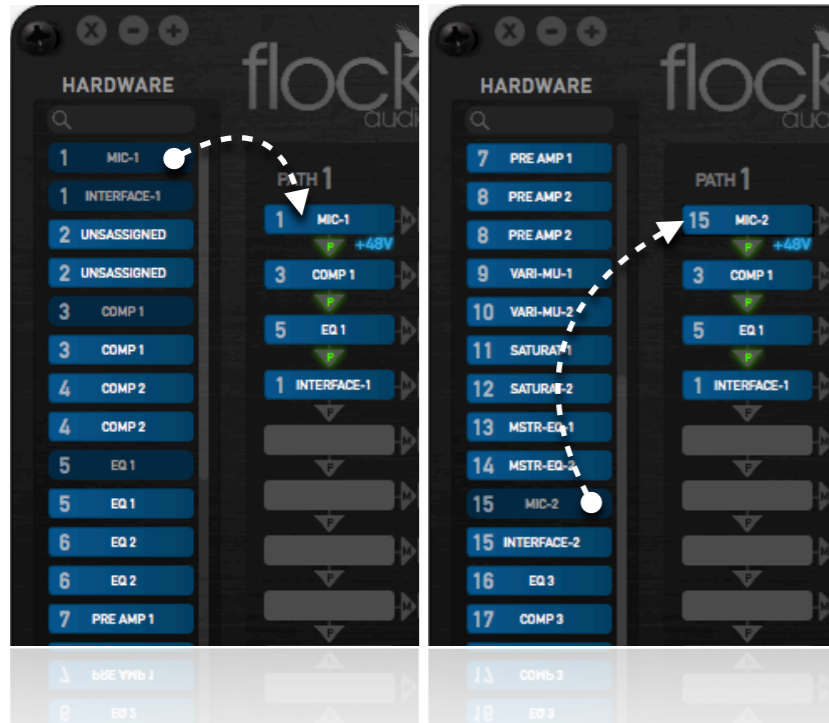 flock
audi
HARDWARE
1 MIC-1
1 INTERFACE-1
2 UNSASSIGNED
2 UNSASSIGNED
3 COMP 1
3 COMP 1
4 COMP 2
4 COMP 2
5 EQ 1
5 EQ 1
6 EQ 2
6 EQ 2
7 PRE AMP 1
PATH 1
1 MIC-1
P +48V
3 COMP 1
P
5 EQ 1
P
1 INTERFACE-1
P
P
P
P
P
M
M
M
M
M
M
M
M
flock
audi
HARDWARE
7 PRE AMP 1
8 PRE AMP 2
8 PRE AMP 2
9 VARI-MU-1
10 VARI-MU-2
11 SATURAT-1
12 SATURAT-2
13 MSTR-EQ-1
14 MSTR-EQ-2
15 MIC-2
15 INTERFACE-2
16 EQ 3
17 COMP 3
PATH 1
15 MIC-2
P +48V
3 COMP 1
P
5 EQ 1
P
1 INTERFACE-1
P
P
P
P
P
M
M
M
M
M
M
M
M